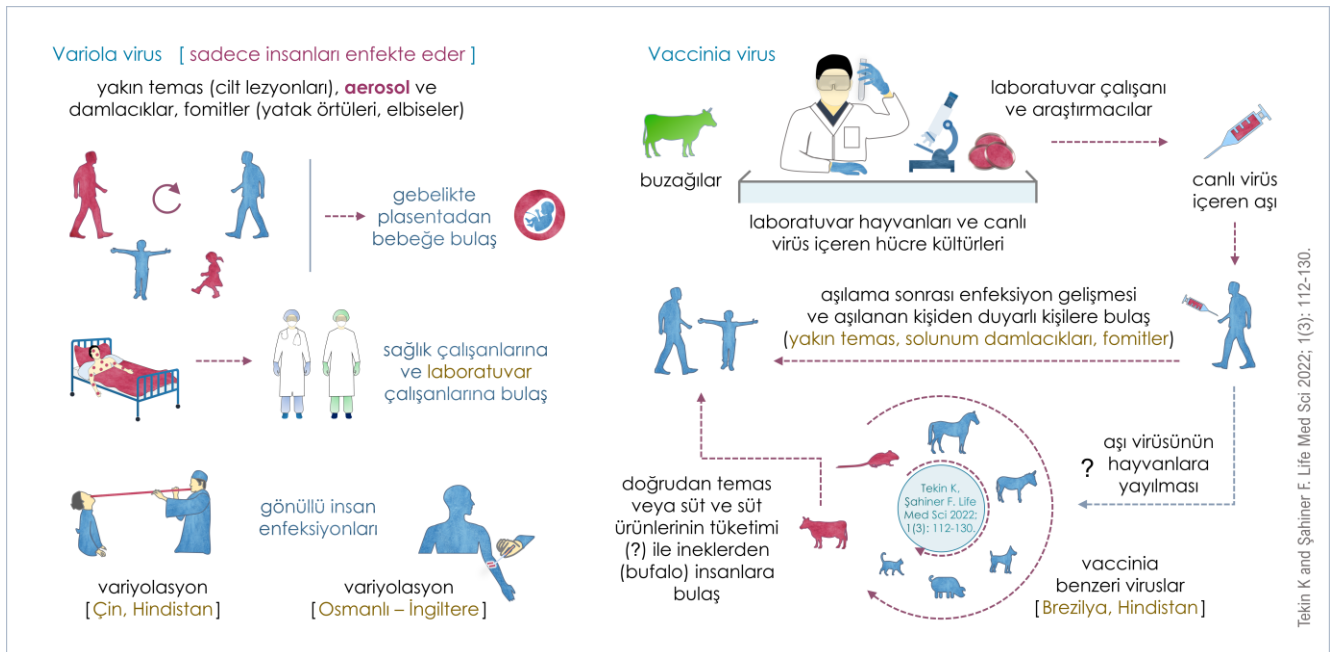 Variola virus [ sadece insanları enfekte eder ]
yakın temas (cilt lezyonları), aerosol ve
damlacıklar, fomitler (yatak örtüleri, elbiseler)
gebelikte
plasentadan
bebeğe bulaş
sağlık çalışanlarına
ve laboratuvar
çalışanlarına bulaş
gönüllü insan
enfeksiyonları
variyolasyon
[Çin, Hindistan]
variyolasyon
[Osmanlı – İngiltere]
Vaccinia virus
buzağılar
laboratuvar hayvanları ve canlı
virüs içeren hücre kültürleri
laboratuvar çalışanı
ve araştırmacılar
canlı virüs
içeren aşı
aşılama sonrası enfeksiyon gelişmesi
ve aşılanan kişiden duyarlı kişilere bulaş
(yakın temas, solunum damlacıkları, fomitler)
doğrudan temas
veya süt ve süt
ürünlerinin tüketimi
(?) ile ineklerden
(bufalo) insanlara
bulaş
Tekin K,
Şahiner F. Life
Med Sci 2022;
1(3): 112-130.
?
aşı virüsünün
hayvanlara
yayılması
vaccinia
benzeri viruslar
[Brezilya, Hindistan]
Tekin K and Şahiner F. Life Med Sci 2022; 1(3): 112-130.